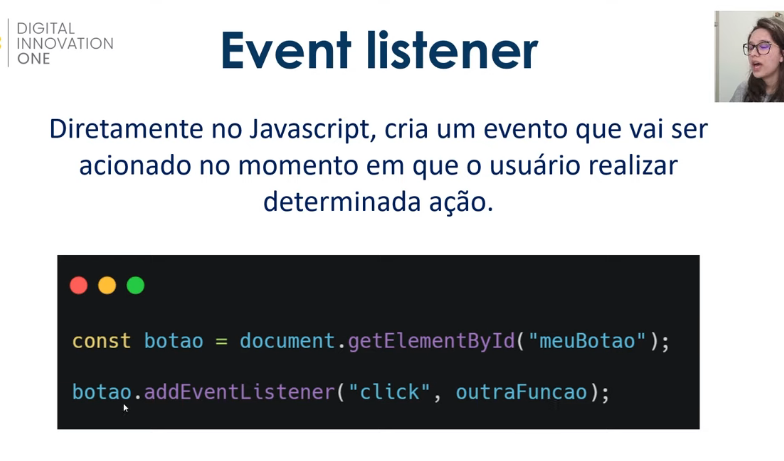 DIGITAL
INNOVATION
ONE
Event listener
Diretamente no Javascript, cria um evento que vai ser
acionado no momento em que o usuário realizar
determinada ação.
const botao = document.getElementById("meuBotao");
botao.addEventListener("click", outraFuncao);